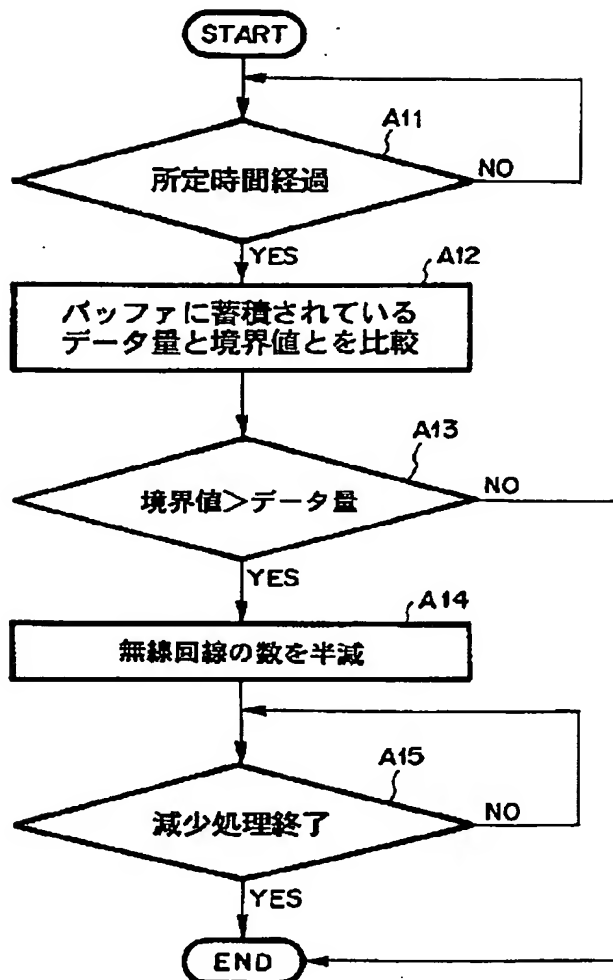 START
A11
所定時間経過
NO
YES
A12
バッファに蓄積されている
データ量と境界値とを比較
A13
境界値>データ量
NO
YES
A14
無線回線の数を半減
A15
減少処理終了
NO
YES
END